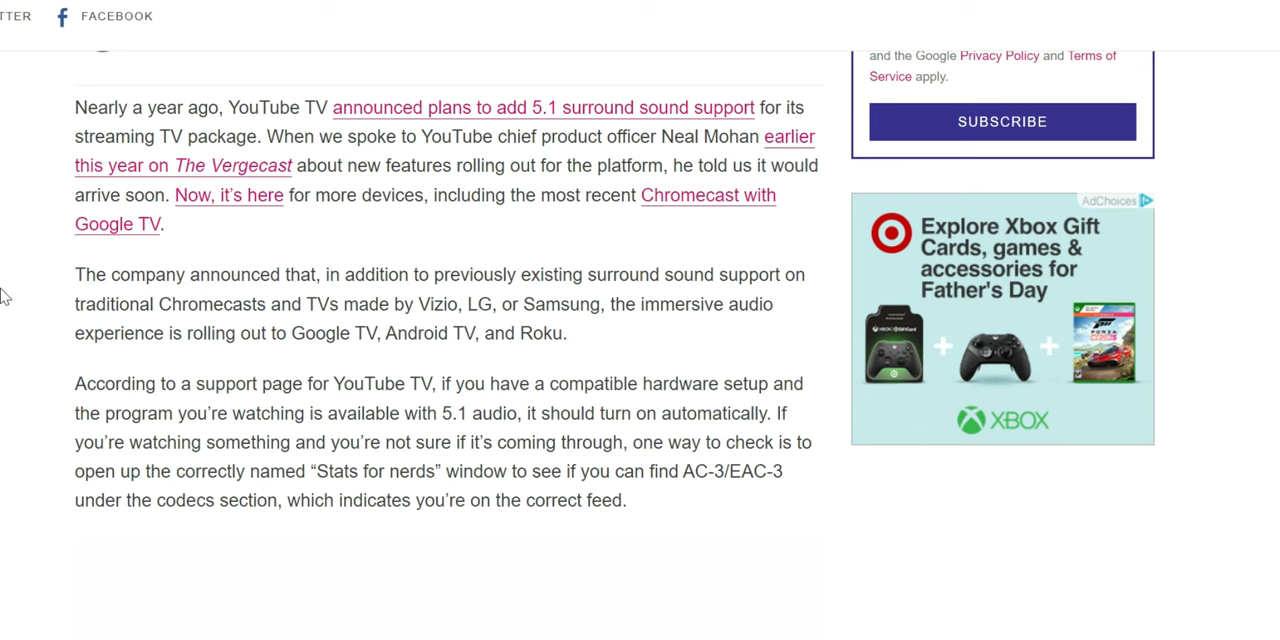 TTER FACEBOOK
Nearly a year ago, YouTube TV announced plans to add 5.1 surround sound support for its
streaming TV package. When we spoke to YouTube chief product officer Neal Mohan earlier
this year on The Vergecast about new features rolling out for the platform, he told us it would
arrive soon. Now, it’s here for more devices, including the most recent Chromecast with
Google TV.
The company announced that, in addition to previously existing surround sound support on
traditional Chromecasts and TVs made by Vizio, LG, or Samsung, the immersive audio
experience is rolling out to Google TV, Android TV, and Roku.
According to a support page for YouTube TV, if you have a compatible hardware setup and
the program you’re watching is available with 5.1 audio, it should turn on automatically. If
you’re watching something and you’re not sure if it’s coming through, one way to check is to
open up the correctly named “Stats for nerds” window to see if you can find AC-3/EAC-3
under the codecs section, which indicates you’re on the correct feed.
and the Google Privacy Policy and Terms of
Service apply.
SUBSCRIBE
AdChoices
Explore Xbox Gift
Cards, games &
accessories for
Father's Day
XBOX